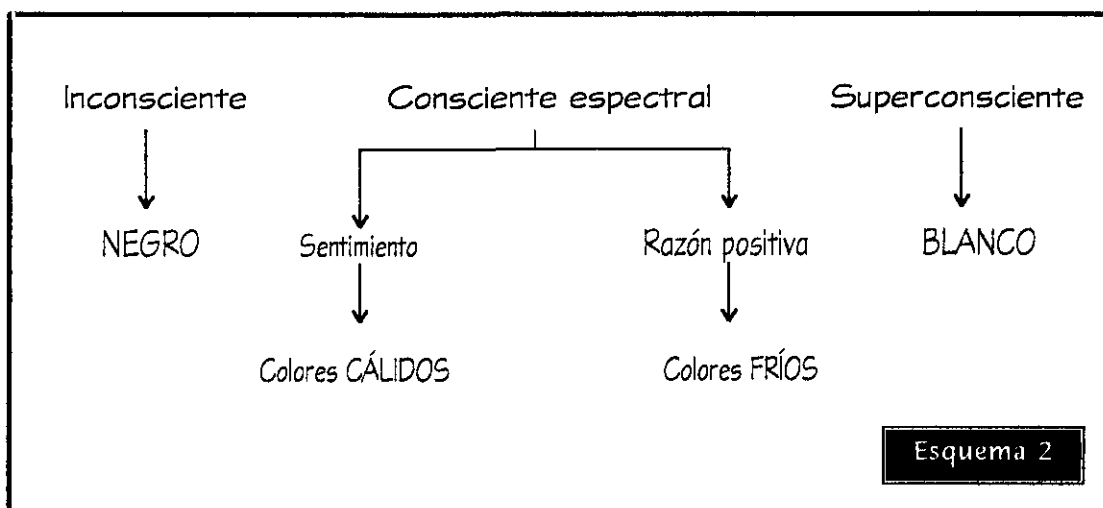 Inconsciente Consciente espectral Superconsciente
NEGRO Sentimiento Razón positiva BLANCO
Colores CÁLIDOS Colores FRÍOS
Esquema 2